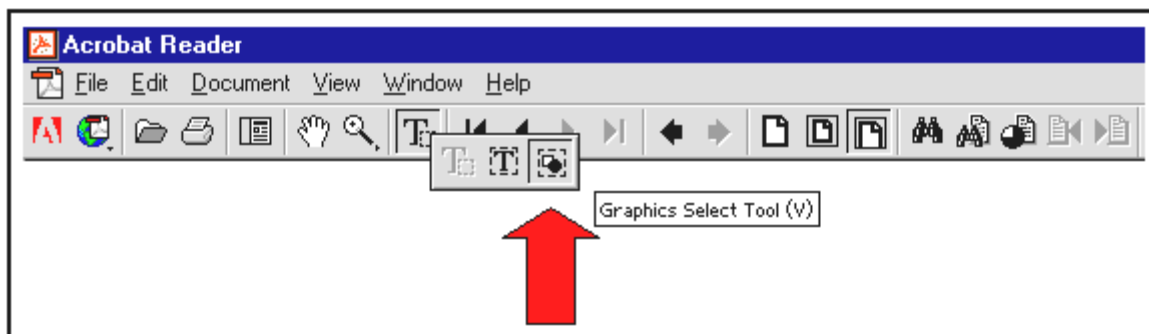 Acrobat Reader
File Edit Document View Window Help
Graphics Select Tool (V)